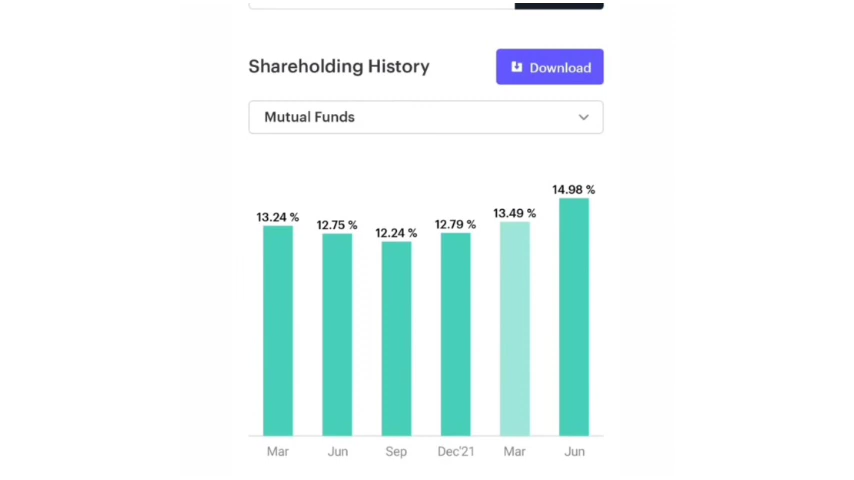 Shareholding History
Download
Mutual Funds
14.98 %
13.24 %
12.75 %
12.24 %
12.79 %
13.49 %
Mar
Jun
Sep
Dec'21
Mar
Jun